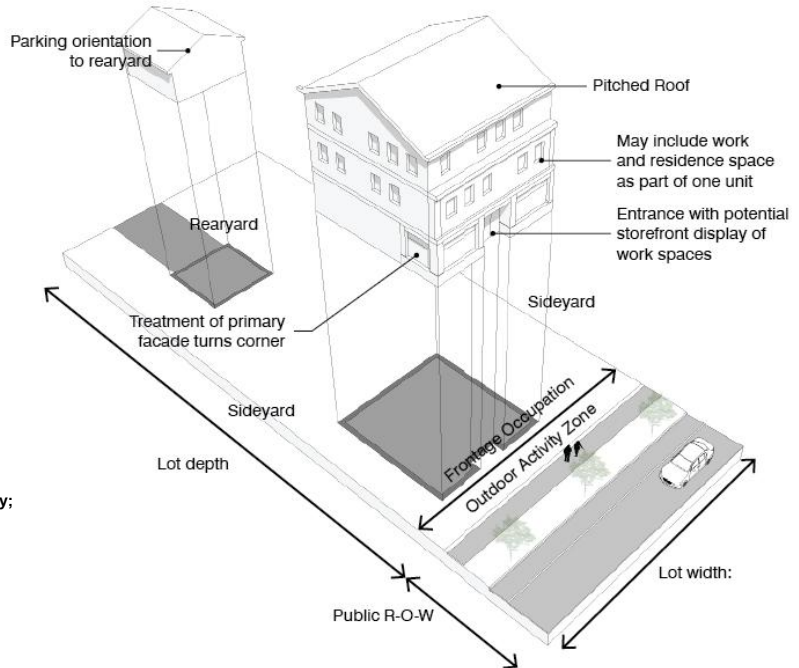 Parking orientation
to rearyard
Pitched Roof
May include work
and residence space
as part of one unit
Entrance with potential
storefront display of
work spaces
Rearyard
Sideyard
Treatment of primary
facade turns corner
Sideyard
Frontage Occupation
Outdoor Activity Zone
Lot depth
y;
Lot width:
Public R-O-W